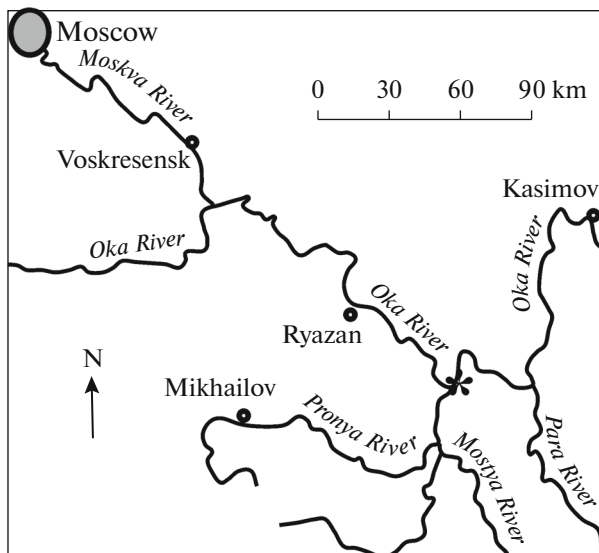 Moscow
Moskva River
0 30 60 90 km
Voskresensk
Kasimov
Oka River
Oka River
Oka River
Ryazan
N
Mikhailov
Pronya River
Mostya River
Para River